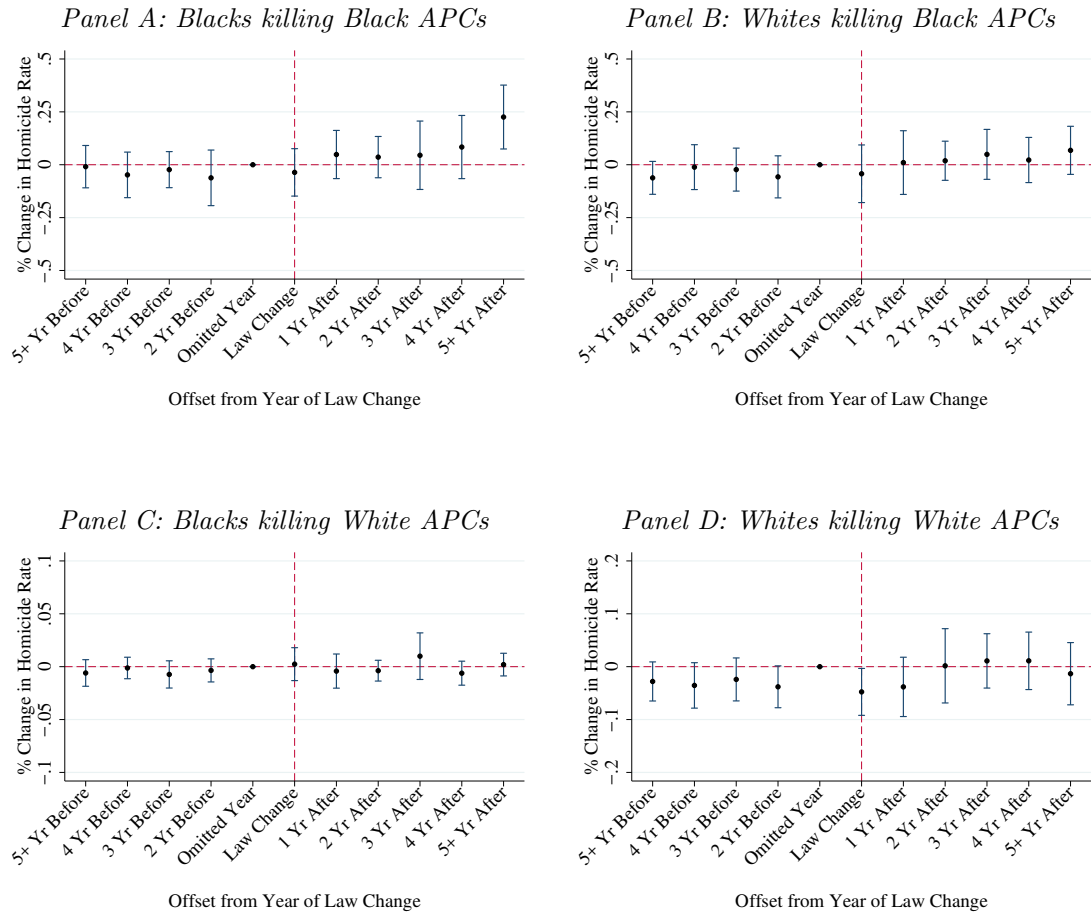 Panel A: Blacks killing Black APCs
% Change in Homicide Rate
.5
.25
0
−.25
−.5
5+ Yr Before
4 Yr Before
3 Yr Before
2 Yr Before
Omitted Year
Law Change
1 Yr After
2 Yr After
3 Yr After
4 Yr After
5+ Yr After
Offset from Year of Law Change
Panel B: Whites killing Black APCs
% Change in Homicide Rate
.5
.25
0
−.25
−.5
5+ Yr Before
4 Yr Before
3 Yr Before
2 Yr Before
Omitted Year
Law Change
1 Yr After
2 Yr After
3 Yr After
4 Yr After
5+ Yr After
Offset from Year of Law Change
Panel C: Blacks killing White APCs
% Change in Homicide Rate
.1
.05
0
−.05
−.1
5+ Yr Before
4 Yr Before
3 Yr Before
2 Yr Before
Omitted Year
Law Change
1 Yr After
2 Yr After
3 Yr After
4 Yr After
5+ Yr After
Offset from Year of Law Change
Panel D: Whites killing White APCs
% Change in Homicide Rate
.2
.1
0
−.1
−.2
5+ Yr Before
4 Yr Before
3 Yr Before
2 Yr Before
Omitted Year
Law Change
1 Yr After
2 Yr After
3 Yr After
4 Yr After
5+ Yr After
Offset from Year of Law Change